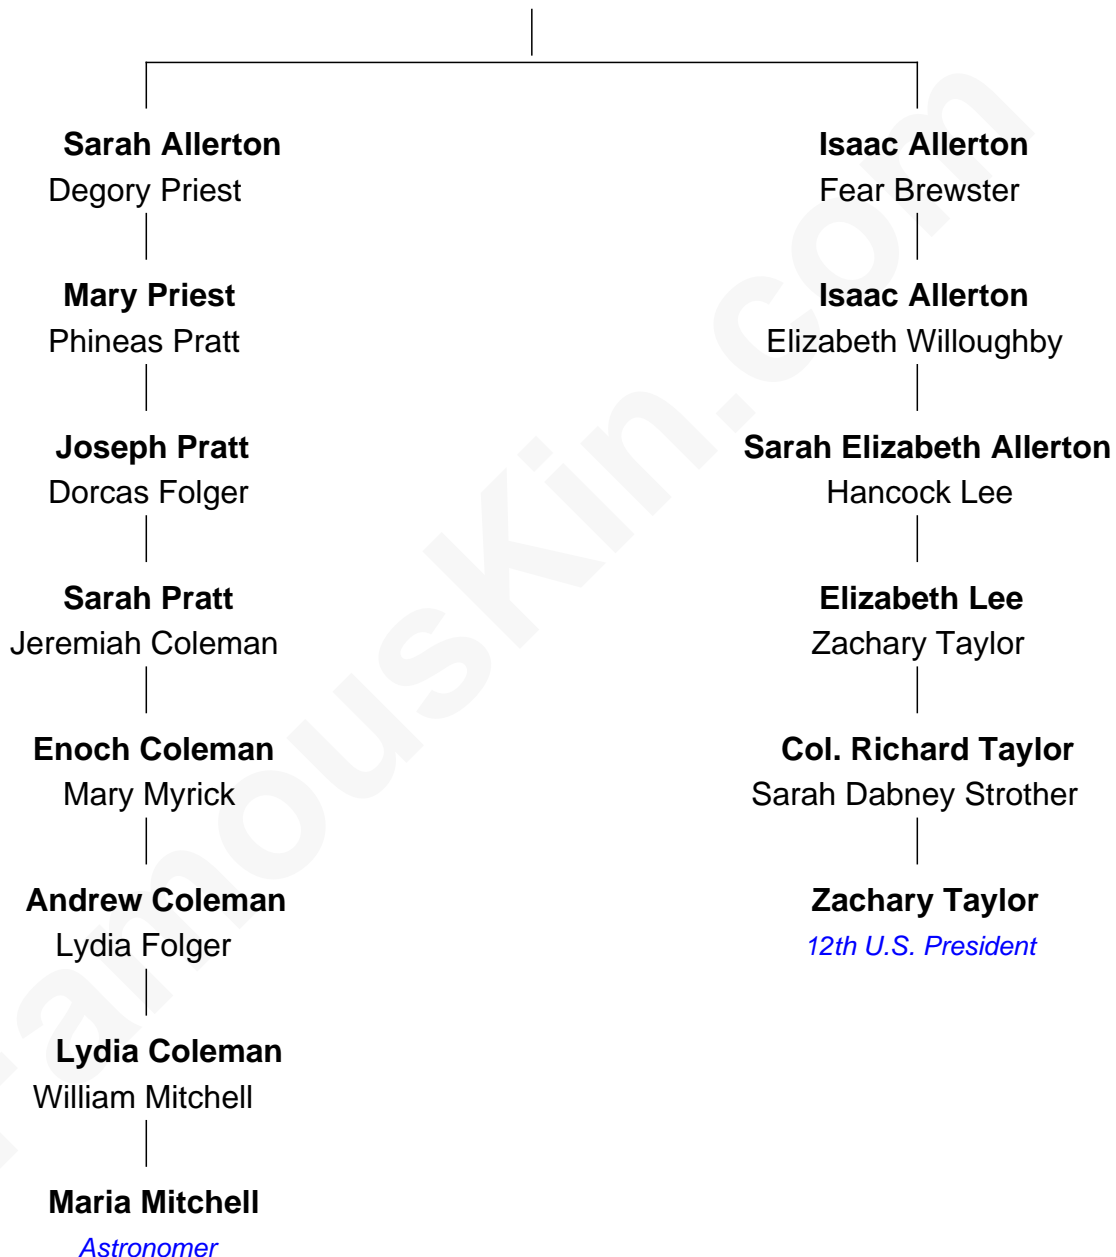 Sarah Allerton
Degory Priest
Mary Priest
Phineas Pratt
Joseph Pratt
Dorcas Folger
Sarah Pratt
Jeremiah Coleman
Enoch Coleman
Mary Myrick
Andrew Coleman
Lydia Folger
Lydia Coleman
William Mitchell
Maria Mitchell
Astronomer
Isaac Allerton
Fear Brewster
Isaac Allerton
Elizabeth Willoughby
Sarah Elizabeth Allerton
Hancock Lee
Elizabeth Lee
Zachary Taylor
Col. Richard Taylor
Sarah Dabney Strother
Zachary Taylor
12th U.S. President
FamousKin.com